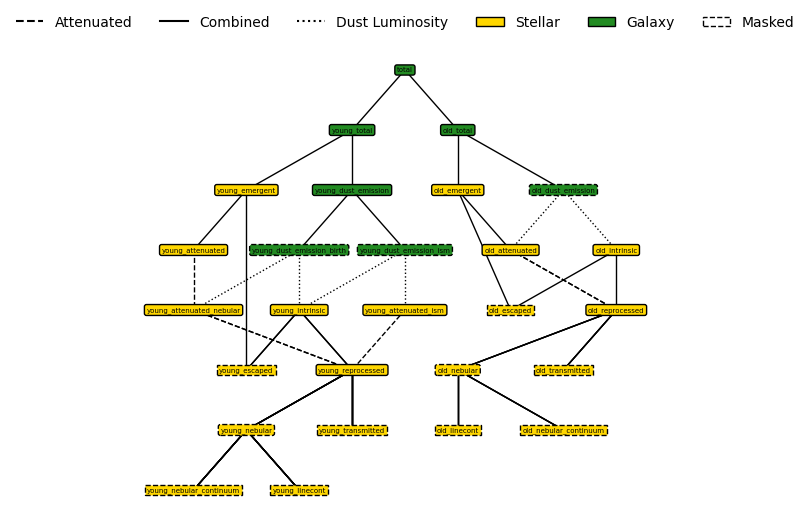 Attenuated Combined Dust Luminosity Stellar Galaxy Masked
total
young_total old_total
young_emergent young_dust_emission old_emergent old_dust_emission
young_attenuated young_dust_emission_birth young_dust_emission_ism old_attenuated old_intrinsic
young_attenuated_nebular young_intrinsic young_attenuated_ism old_escaped old_reprocessed
young_escaped young_reprocessed old_nebular old_transmitted
young_nebular young_transmitted old_linecont old_nebular_continuum
young_nebular_continuum young_linecont